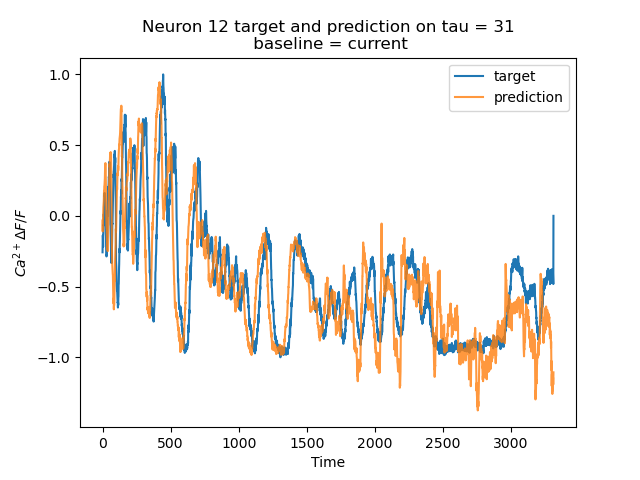 Neuron 12 target and prediction on tau = 31
baseline = current
target
prediction
1.0
0.5
0.0
−0.5
−1.0
Ca²⁺ ΔF/F
0 500 1000 1500 2000 2500 3000
Time